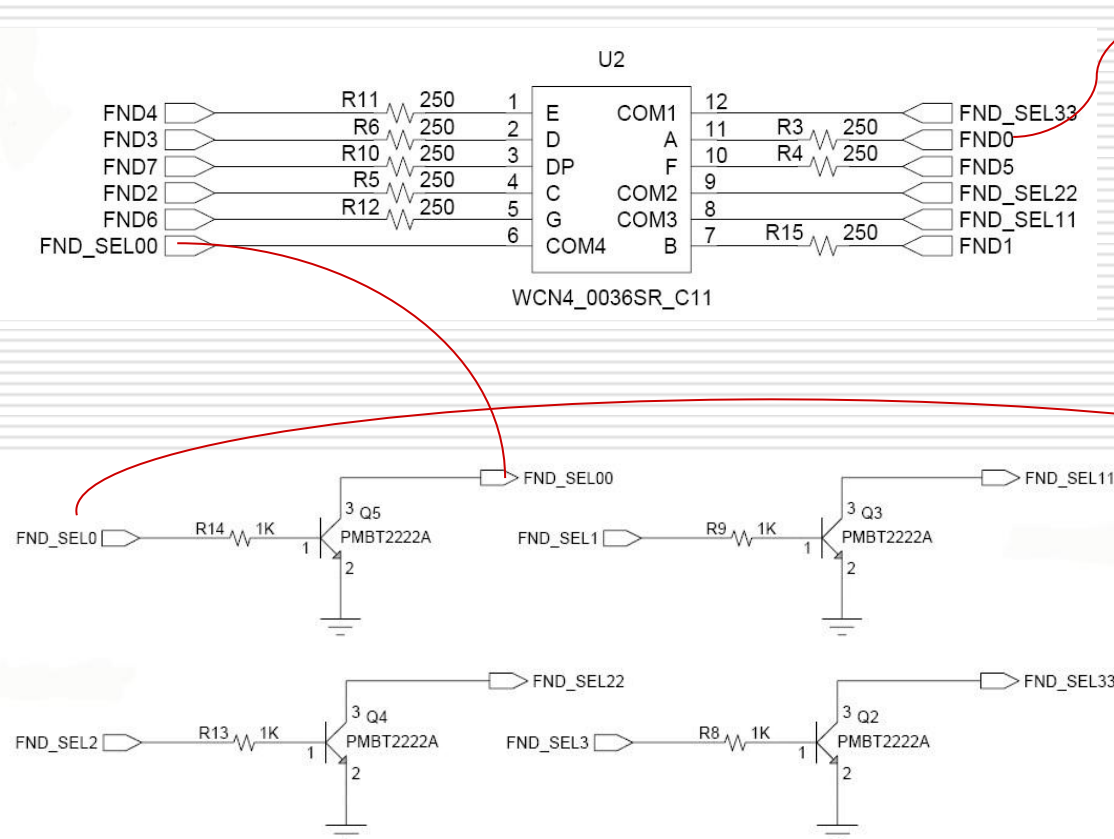 U2
FND4 R11 250 1 E COM1 12 FND_SEL33
FND3 R6 250 2 D A 11 R3 250 FND0
FND7 R10 250 3 DP F 10 R4 250 FND5
FND2 R5 250 4 C COM2 9 FND_SEL22
FND6 R12 250 5 G COM3 8 FND_SEL11
FND_SEL00 6 COM4 B 7 R15 250 FND1
WCN4_0036SR_C11
FND_SEL00 FND_SEL11
3 Q5 3 Q3
FND_SEL0 R14 1K 1 PMBT2222A FND_SEL1 R9 1K 1 PMBT2222A
2 2
FND_SEL22 FND_SEL33
3 Q4 3 Q2
FND_SEL2 R13 1K 1 PMBT2222A FND_SEL3 R8 1K 1 PMBT2222A
2 2